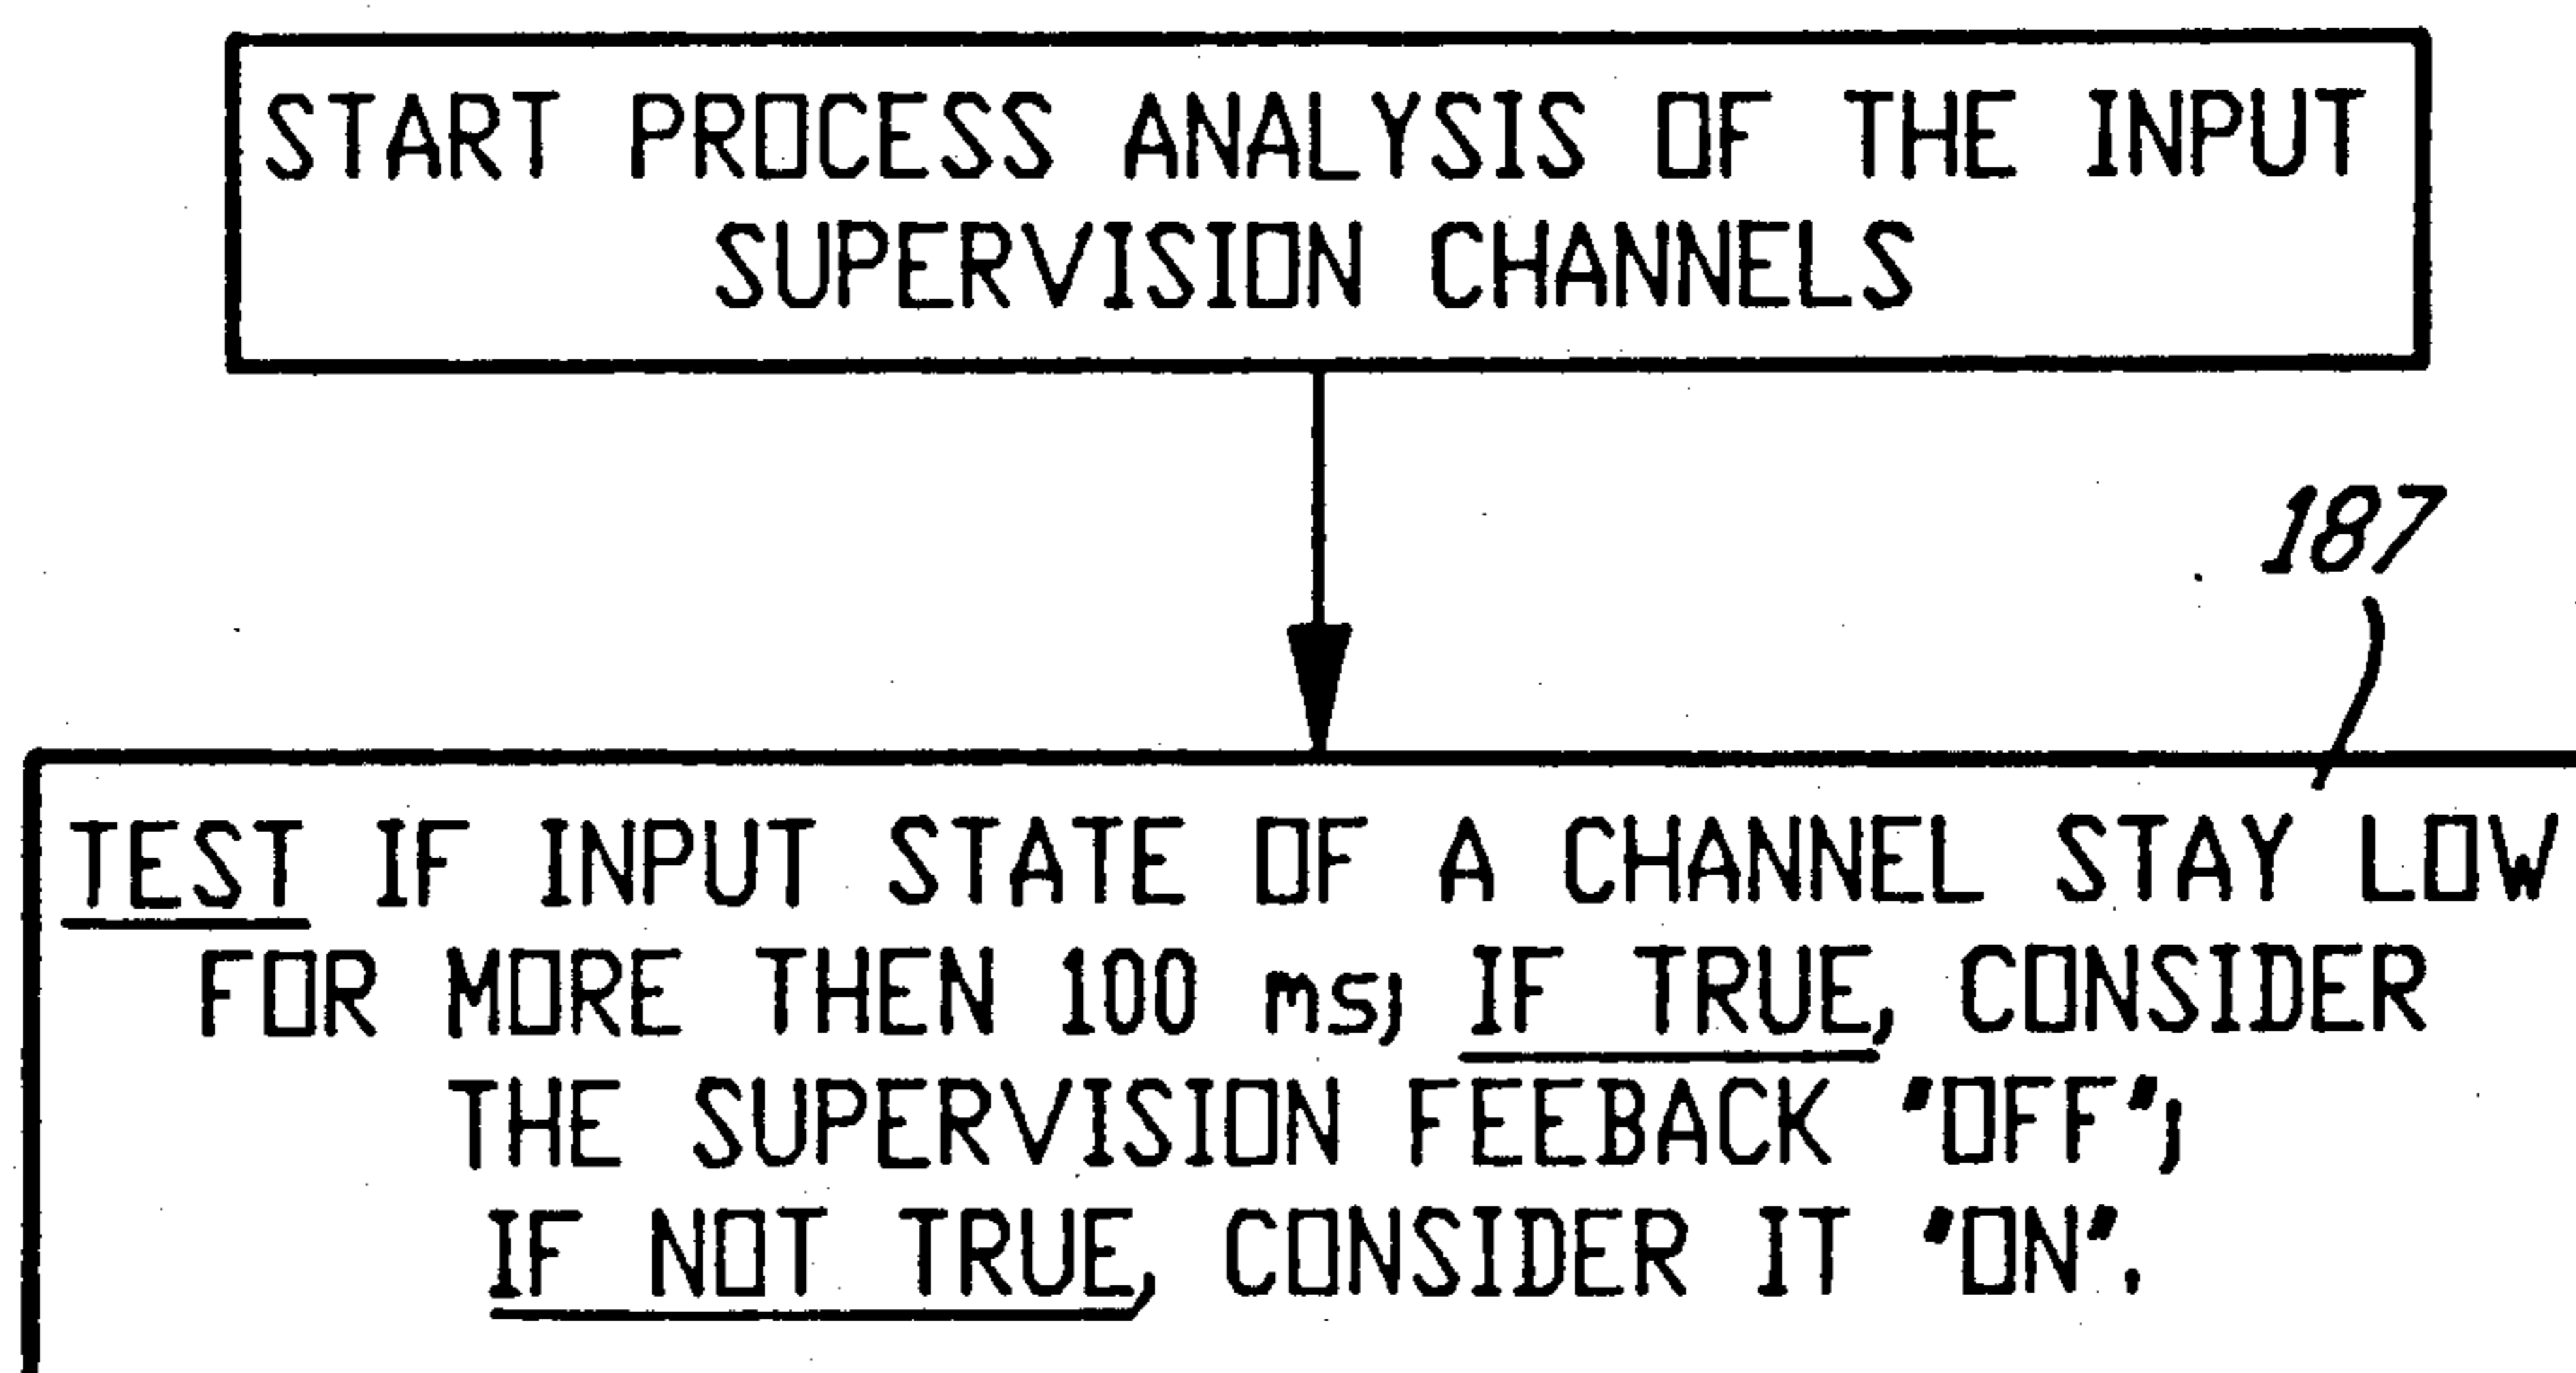 START PROCESS ANALYSIS OF THE INPUT
SUPERVISION CHANNELS
187
TEST IF INPUT STATE OF A CHANNEL STAY LOW
FOR MORE THEN 100 ms; IF TRUE, CONSIDER
THE SUPERVISION FEEBACK "OFF";
IF NOT TRUE, CONSIDER IT "ON".